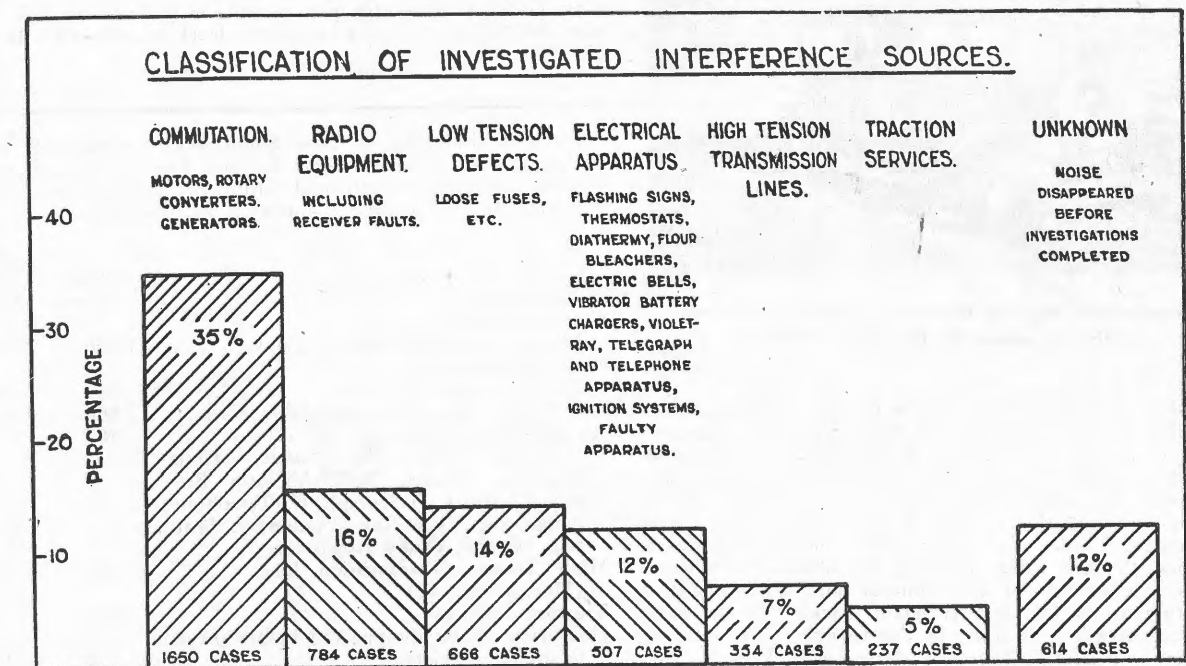 CLASSIFICATION OF INVESTIGATED INTERFERENCE SOURCES.
COMMUTATION.
MOTORS, ROTARY
CONVERTERS.
GENERATORS.
RADIO
EQUIPMENT.
INCLUDING
RECEIVER FAULTS.
LOW TENSION
DEFECTS.
LOOSE FUSES,
ETC.
ELECTRICAL
APPARATUS.
FLASHING SIGNS,
THERMOSTATS,
DIATHERMY, FLOUR
BLEACHERS,
ELECTRIC BELLS,
VIBRATOR BATTERY
CHARGERS, VIOLET-
RAY, TELEGRAPH
AND TELEPHONE
APPARATUS,
IGNITION SYSTEMS,
FAULTY
APPARATUS.
HIGH TENSION
TRANSMISSION
LINES.
TRACTION
SERVICES.
UNKNOWN
NOISE
DISAPPEARED
BEFORE
INVESTIGATIONS
COMPLETED
PERCENTAGE
40
30
20
10
35%
16%
14%
12%
7%
5%
12%
1650 CASES
784 CASES
666 CASES
507 CASES
354 CASES
237 CASES
614 CASES